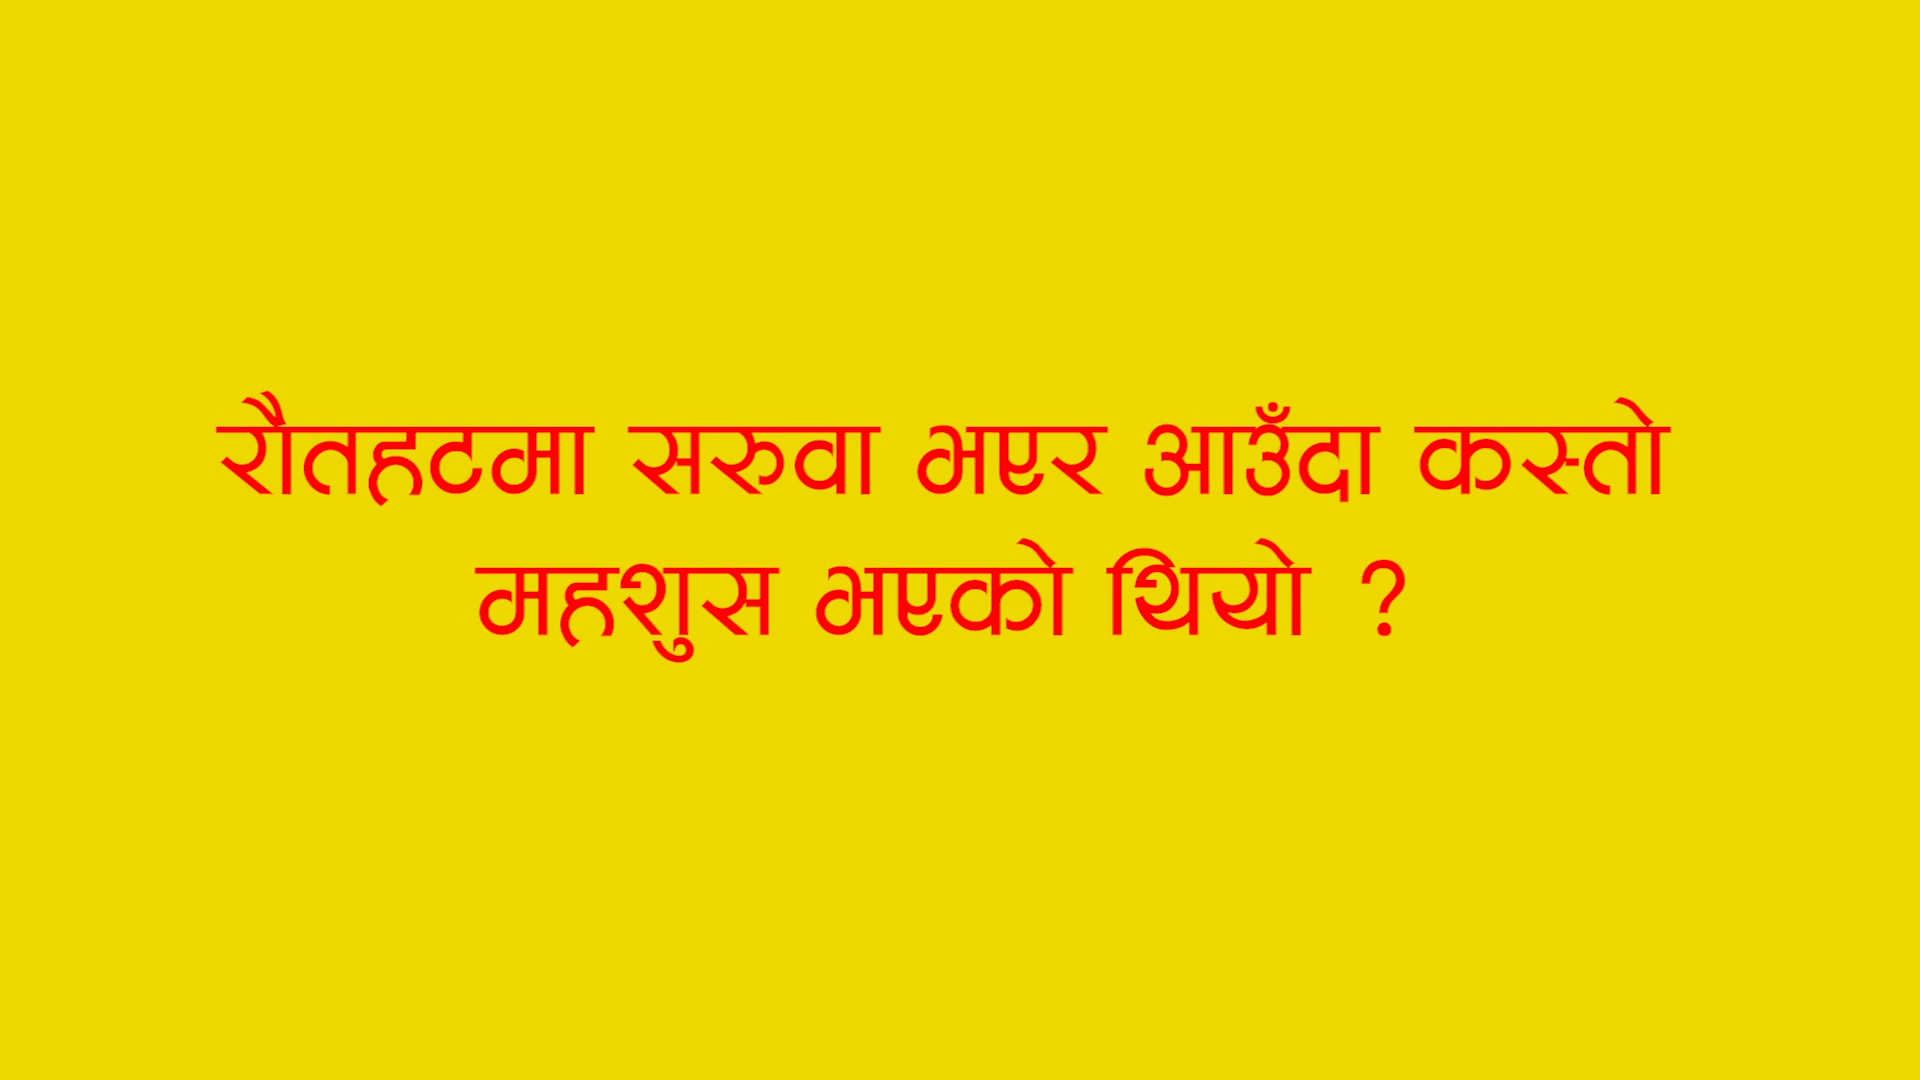 रौतहटमा सरुवा भएर आउँदा कस्तो
महशुस भएको थियो ?